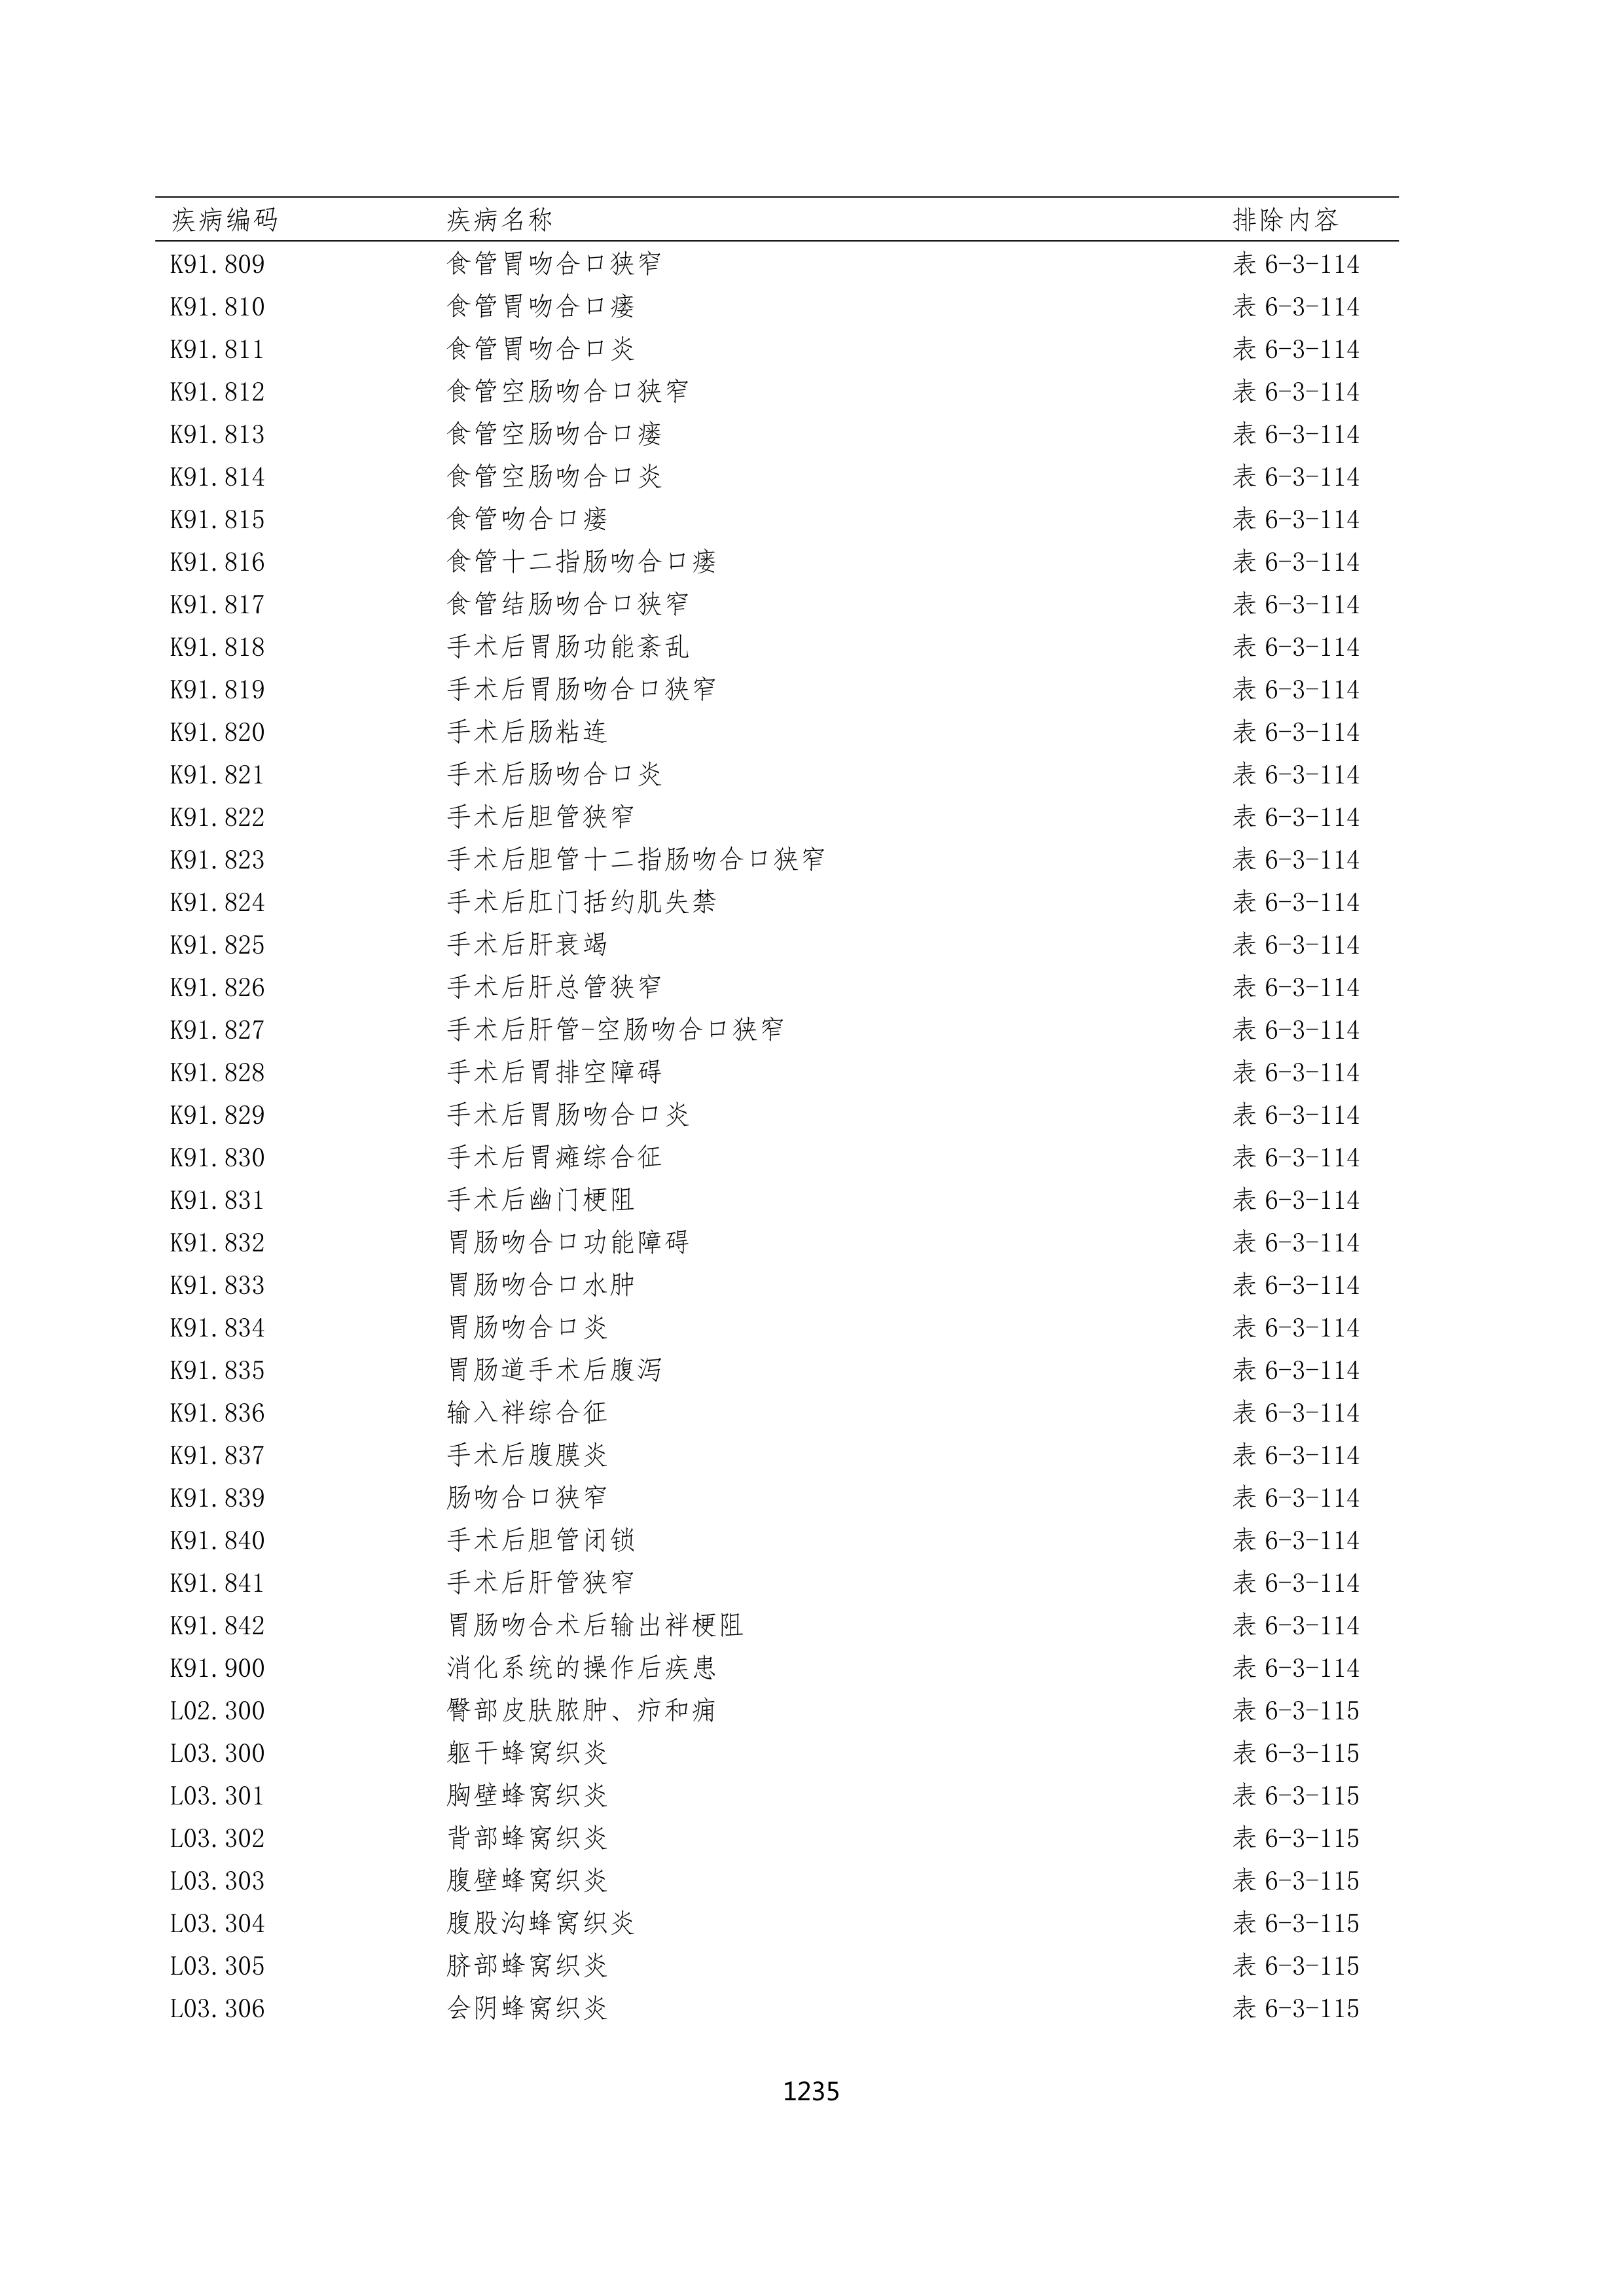 疾病编码 疾病名称 排除内容
K91.809 食管胃吻合口狭窄 表 6-3-114
K91.810 食管胃吻合口瘘 表 6-3-114
K91.811 食管胃吻合口炎 表 6-3-114
K91.812 食管空肠吻合口狭窄 表 6-3-114
K91.813 食管空肠吻合口瘘 表 6-3-114
K91.814 食管空肠吻合口炎 表 6-3-114
K91.815 食管吻合口瘘 表 6-3-114
K91.816 食管十二指肠吻合口瘘 表 6-3-114
K91.817 食管结肠吻合口狭窄 表 6-3-114
K91.818 手术后胃肠功能紊乱 表 6-3-114
K91.819 手术后胃肠吻合口狭窄 表 6-3-114
K91.820 手术后肠粘连 表 6-3-114
K91.821 手术后肠吻合口炎 表 6-3-114
K91.822 手术后胆管狭窄 表 6-3-114
K91.823 手术后胆管十二指肠吻合口狭窄 表 6-3-114
K91.824 手术后肛门括约肌失禁 表 6-3-114
K91.825 手术后肝衰竭 表 6-3-114
K91.826 手术后肝总管狭窄 表 6-3-114
K91.827 手术后肝管-空肠吻合口狭窄 表 6-3-114
K91.828 手术后胃排空障碍 表 6-3-114
K91.829 手术后胃肠吻合口炎 表 6-3-114
K91.830 手术后胃瘫综合征 表 6-3-114
K91.831 手术后幽门梗阻 表 6-3-114
K91.832 胃肠吻合口功能障碍 表 6-3-114
K91.833 胃肠吻合口水肿 表 6-3-114
K91.834 胃肠吻合口炎 表 6-3-114
K91.835 胃肠道手术后腹泻 表 6-3-114
K91.836 输入袢综合征 表 6-3-114
K91.837 手术后腹膜炎 表 6-3-114
K91.839 肠吻合口狭窄 表 6-3-114
K91.840 手术后胆管闭锁 表 6-3-114
K91.841 手术后肝管狭窄 表 6-3-114
K91.842 胃肠吻合术后输出袢梗阻 表 6-3-114
K91.900 消化系统的操作后疾患 表 6-3-114
L02.300 臀部皮肤脓肿、疖和痈 表 6-3-115
L03.300 躯干蜂窝织炎 表 6-3-115
L03.301 胸壁蜂窝织炎 表 6-3-115
L03.302 背部蜂窝织炎 表 6-3-115
L03.303 腹壁蜂窝织炎 表 6-3-115
L03.304 腹股沟蜂窝织炎 表 6-3-115
L03.305 脐部蜂窝织炎 表 6-3-115
L03.306 会阴蜂窝织炎 表 6-3-115
1235